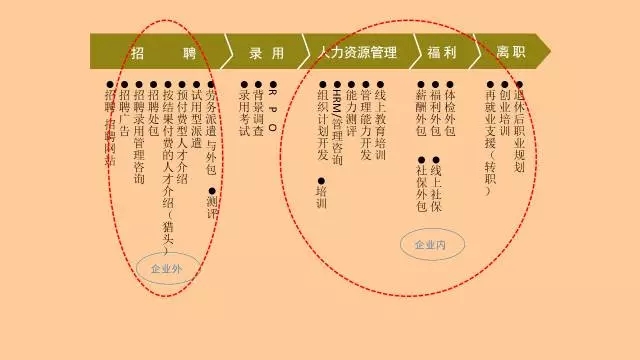 招 聘
录 用
人力资源管理
福 利
离 职
●招聘 招聘网站
●招聘广告
●招聘录用管理咨询
●招聘处包
●按结果付费的人才介绍(猎头)
●预付费型人才介绍
●试用型派遣
●劳务派遣与外包 ●测评
●录用考试
●背景调查
●RPO
●组织计划开发 ●培训
●HRM/管理咨询
●能力测评
●管理能力开发
●线上教育培训
●薪酬外包 ●社保外包
●福利外包 ●线上社保
●体检外包
●再就业支援(转职)
●创业培训
●退休后职业规划
企业外
企业内